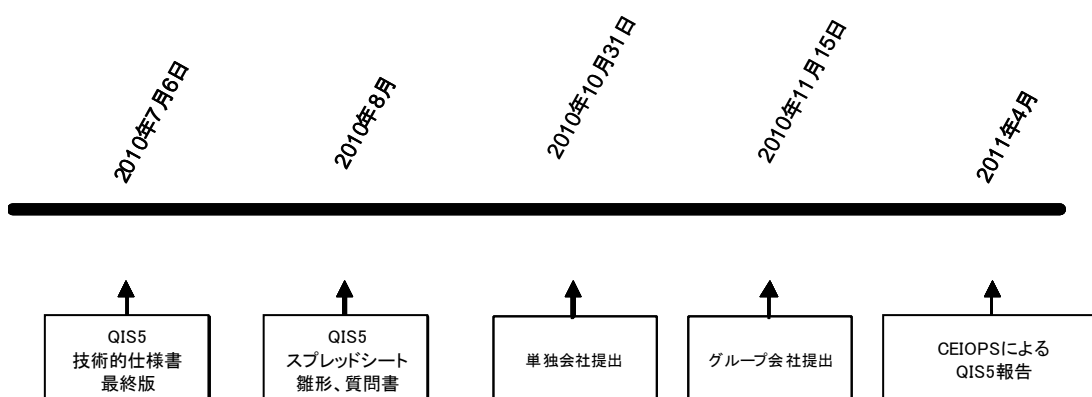 2010年7月6日
2010年8月
2010年10月31日
2010年11月15日
2011年4月
QIS5
技術的仕様書
最終版
QIS5
スプレッドシート
雛形、質問書
単独会社提出
グループ会社提出
CEIOPSによる
QIS5報告